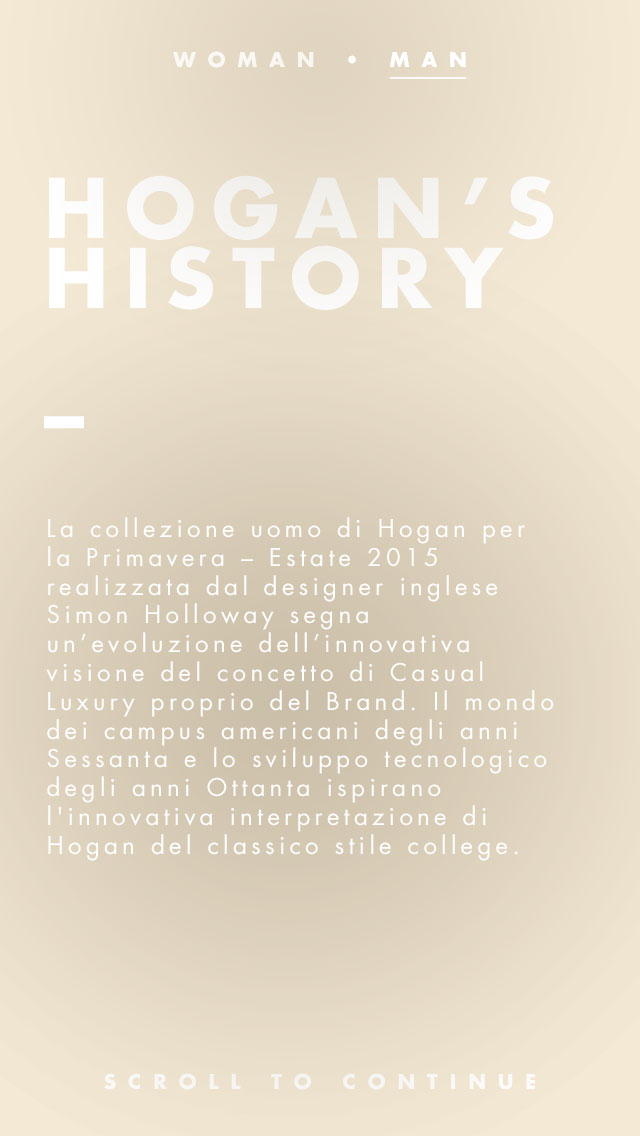 WOMAN • MAN
HOGAN’S
HISTORY
La collezione uomo di Hogan per
la Primavera – Estate 2015
realizzata dal designer inglese
Simon Holloway segna
un’evoluzione dell’innovativa
visione del concetto di Casual
Luxury proprio del Brand. Il mondo
dei campus americani degli anni
Sessanta e lo sviluppo tecnologico
degli anni Ottanta ispirano
l'innovativa interpretazione di
Hogan del classico stile college.
SCROLL TO CONTINUE